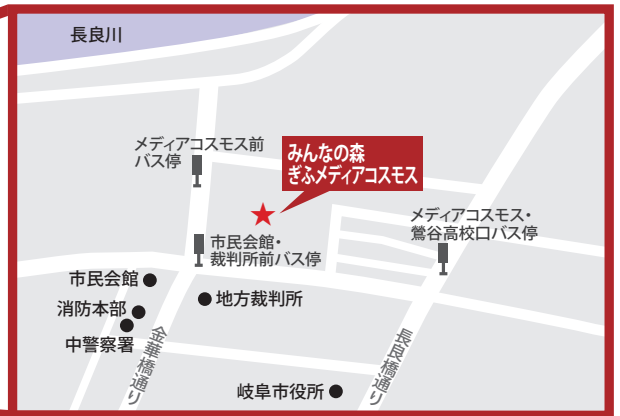 長良川
メディアコスモス前
バス停
みんなの森
ぎふメディアコスモス
メディアコスモス・
鶯谷高校口バス停
市民会館・
裁判所前バス停
市民会館
地方裁判所
消防本部
中警察署
金華橋通り
長良橋通り
岐阜市役所